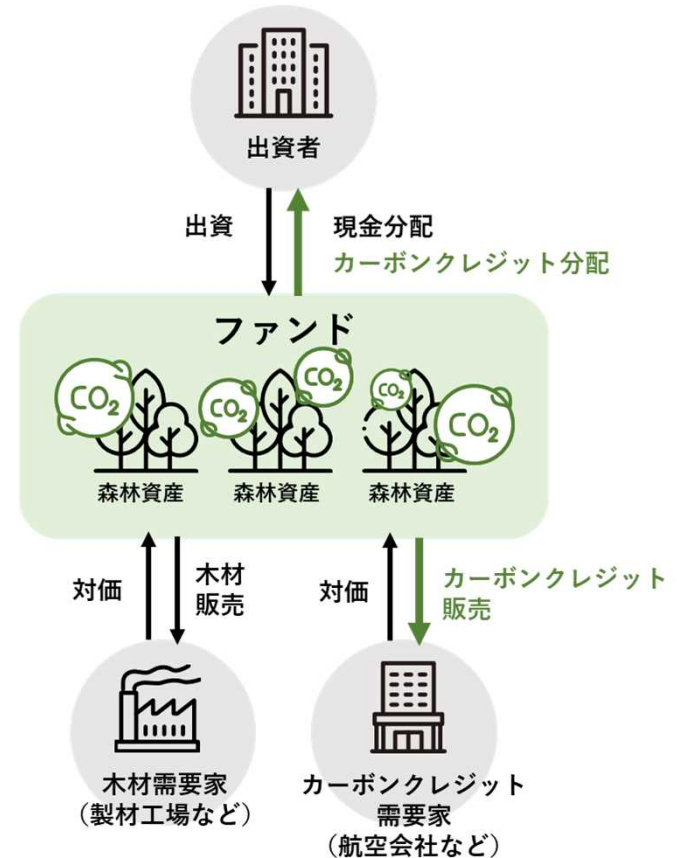 出資者
出資
現金分配
カーボンクレジット分配
ファンド
CO₂
CO₂
CO₂
CO₂
CO₂
森林資産
森林資産
森林資産
対価
木材
販売
対価
カーボンクレジット
販売
木材需要家
（製材工場など）
カーボンクレジット
需要家
（航空会社など）